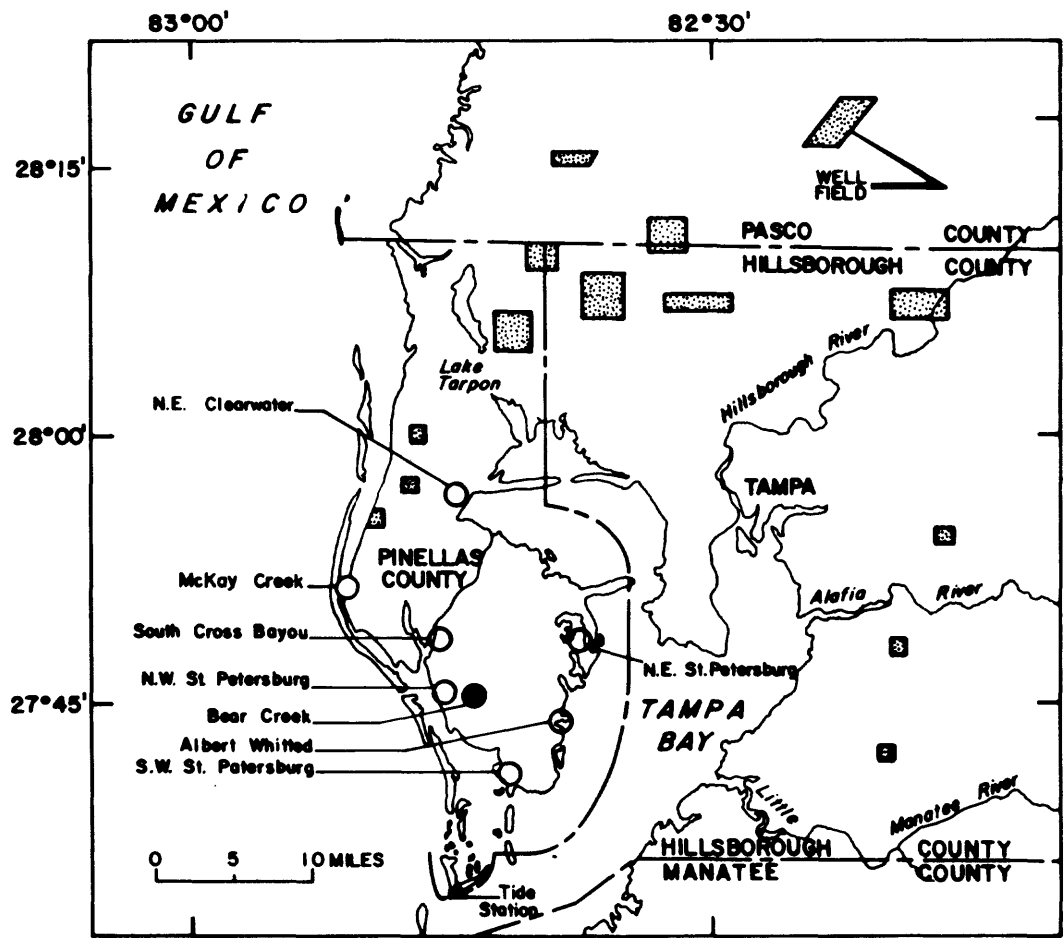 83°00'
82°30'
GULF
OF
MEXICO
28°15'
WELL
FIELD
PASCO COUNTY
HILLSBOROUGH COUNTY
Lake
Tarpon
Hillsborough River
N.E. Clearwater
28°00'
TAMPA
PINELLAS
COUNTY
McKay Creek
Alafia River
South Cross Bayou
N.E. St. Petersburg
N.W. St. Petersburg
27°45'
Bear Creek
TAMPA
BAY
Albert Whitted
S.W. St. Patersburg
Little Manatee River
HILLSBOROUGH COUNTY
MANATEE COUNTY
0 5 10 MILES
Tide
Station